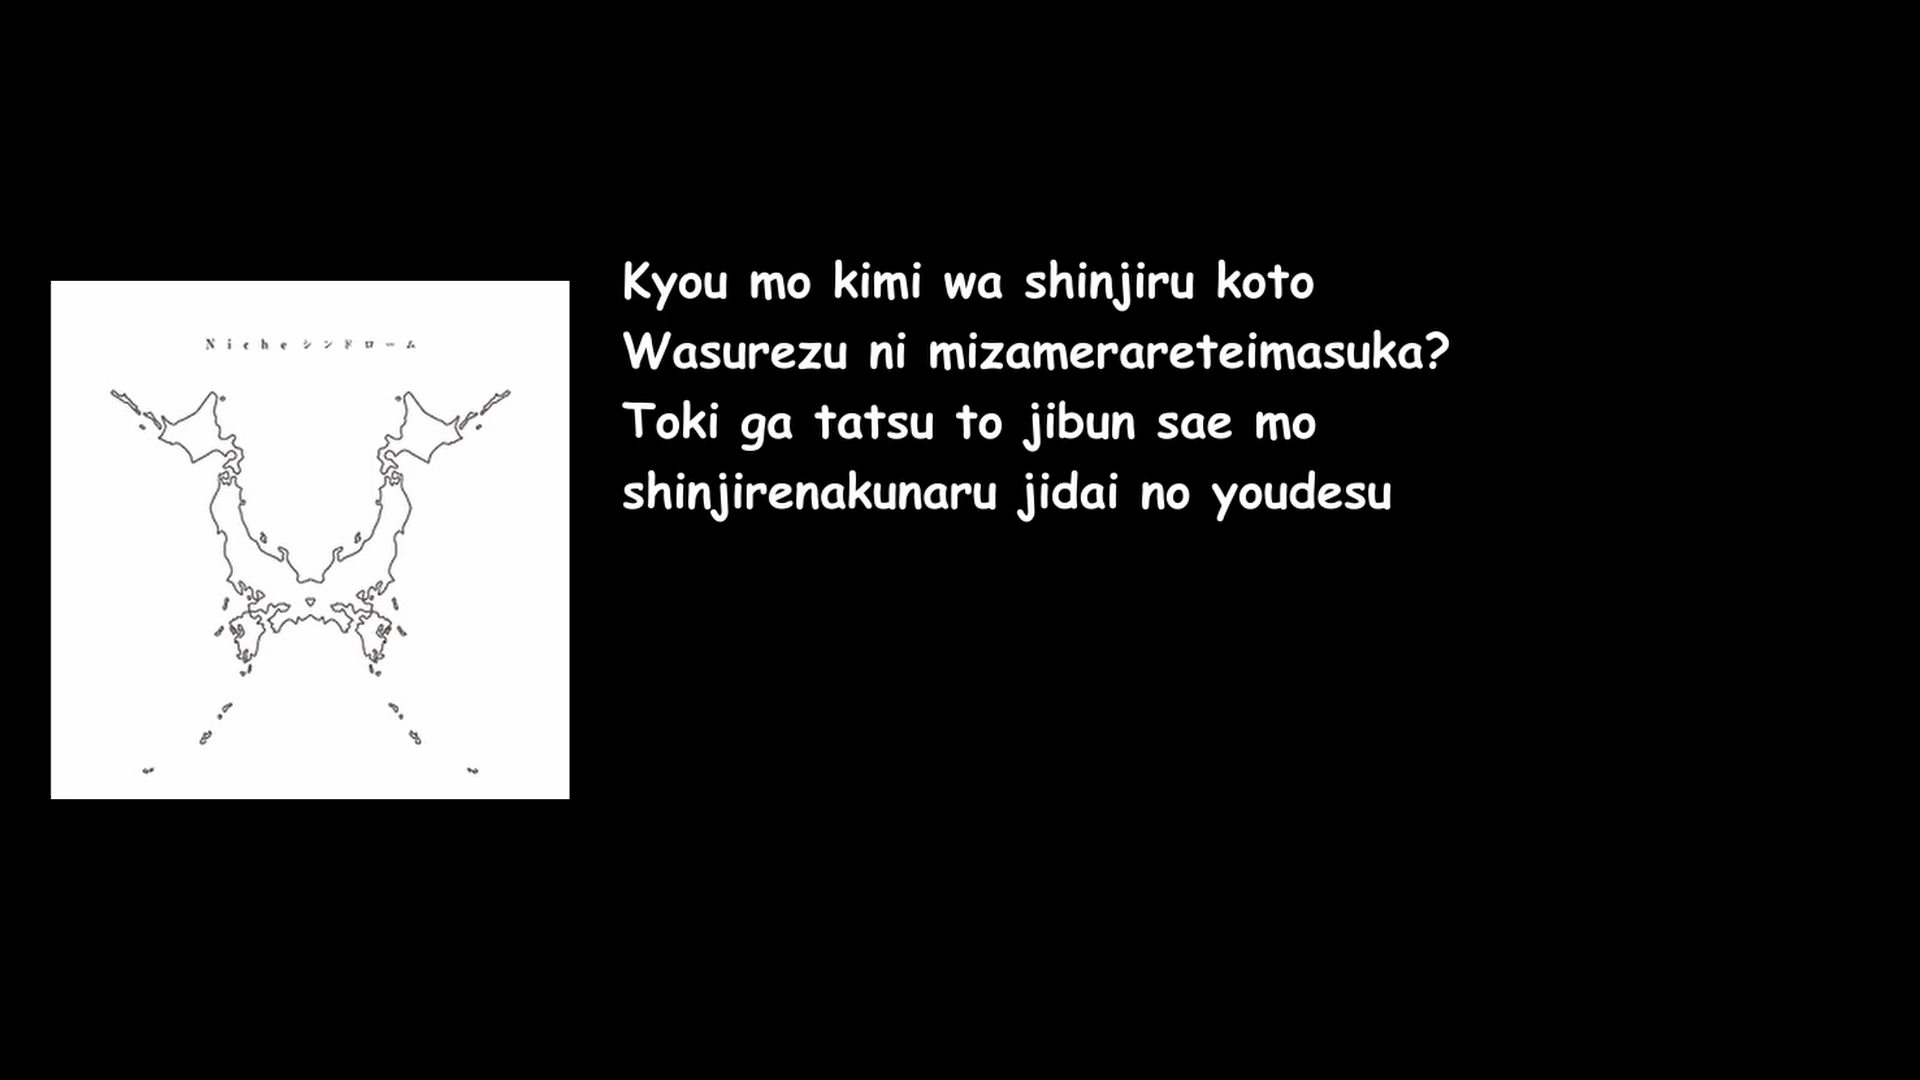 Niche シンドローム
Kyou mo kimi wa shinjiru koto
Wasurezu ni mizamerareteimasuka?
Toki ga tatsu to jibun sae mo
shinjirenakunaru jidai no youdesu